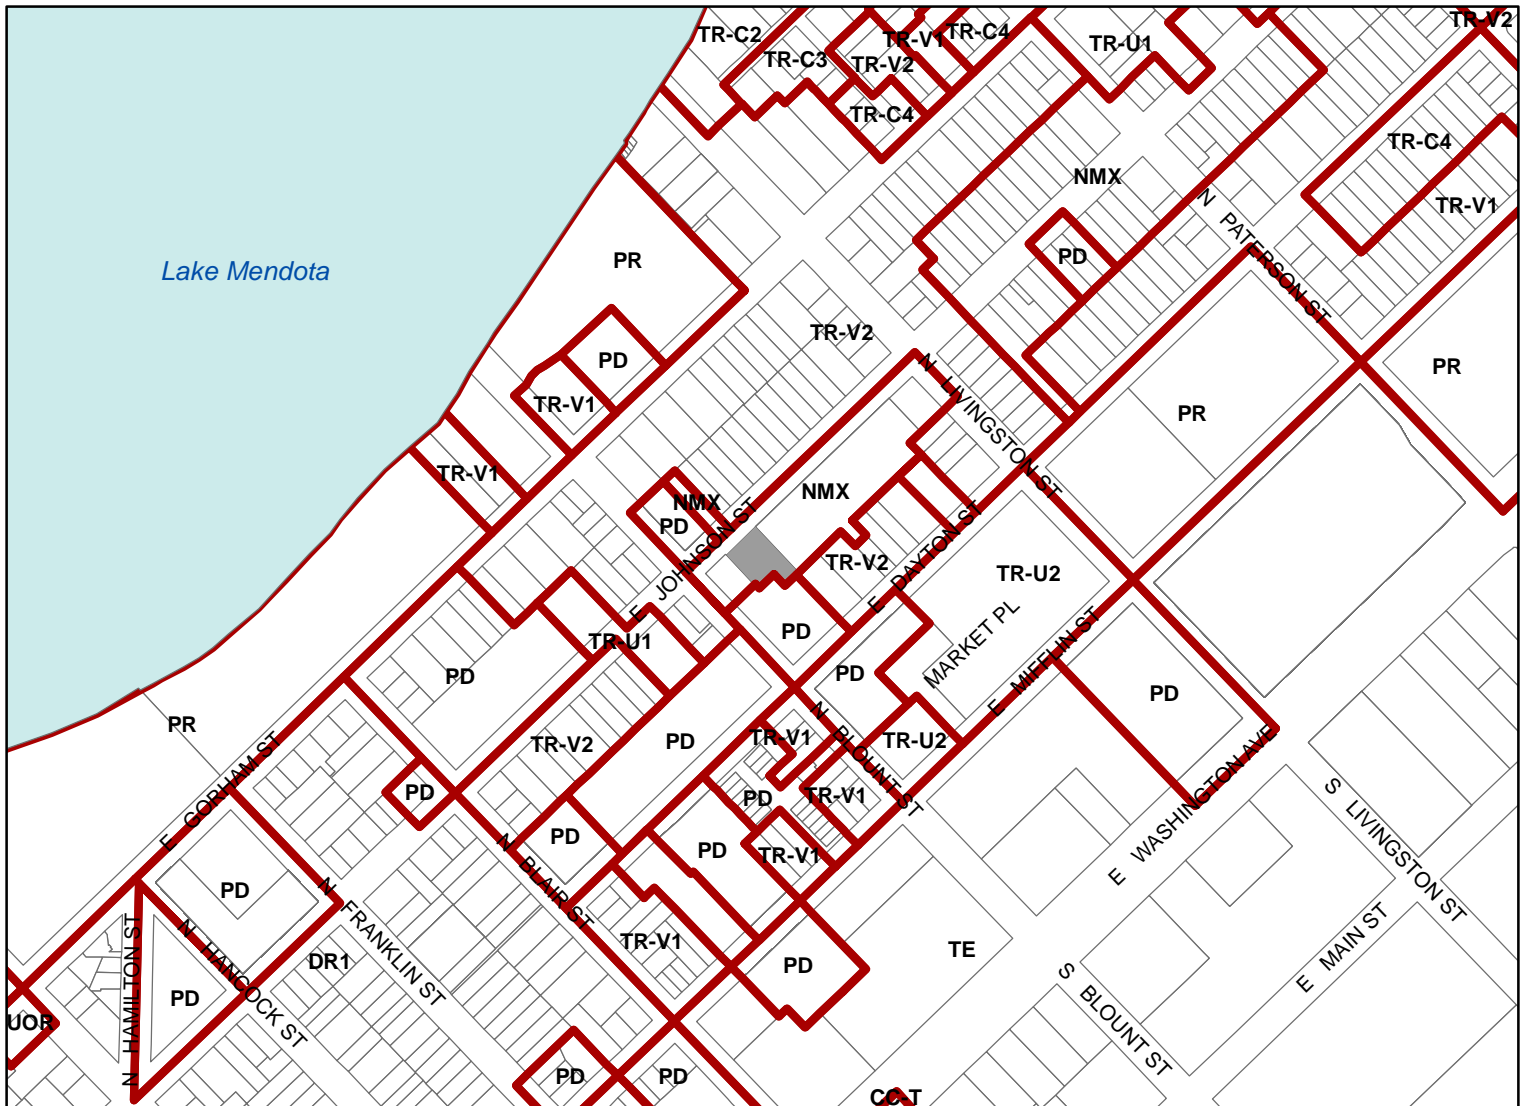 TR-V2
TR-C2
TR-V1
TR-C4
TR-U1
TR-C3
TR-V2
TR-C4
TR-C4
NMX
TR-V1
N PATERSON ST
PR
PD
Lake Mendota
TR-V2
PD
N LIVINGSTON ST
PR
TR-V1
PR
TR-V1
NMX
NMX
PD
E JOHNSON ST
TR-V2
E DAYTON ST
TR-U2
MARKET PL
PD
TR-U1
E MIFFLIN ST
PD
PD
PD
PR
TR-V2
PD
TR-V1
N BLOUNT ST
TR-U2
E GORHAM ST
PD
PD
TR-V1
E WASHINGTON AVE
S LIVINGSTON ST
PD
N BLAIR ST
PD
TR-V1
PD
N FRANKLIN ST
N HAMILTON ST
N HANCOCK ST
DR1
TR-V1
PD
TE
E MAIN ST
PD
UOR
S BLOUNT ST
PD
PD
CC-T